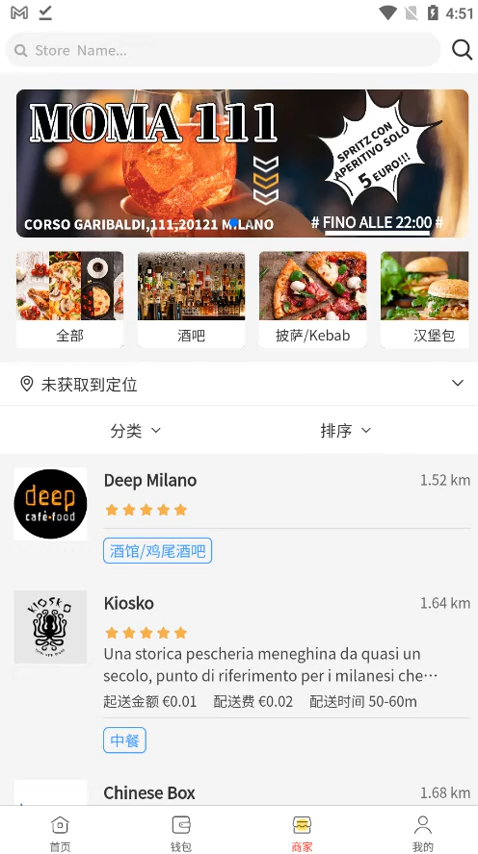 4:51
Store Name...
MOMA 111
SPRITZ CON
APERITIVO SOLO
5 EURO!!!
CORSO GARIBALDI,111,20121 MILANO
# FINO ALLE 22:00 #
全部
酒吧
披萨/Kebab
汉堡包
未获取到定位
分类
排序
deep
cafè·food
Deep Milano
1.52 km
酒馆/鸡尾酒吧
KIOSKO
Kiosko
1.64 km
Una storica pescheria meneghina da quasi un
secolo, punto di riferimento per i milanesi che…
起送金额 €0.01 配送费 €0.02 配送时间 50-60m
中餐
Chinese Box
1.68 km
首页
钱包
商家
我的